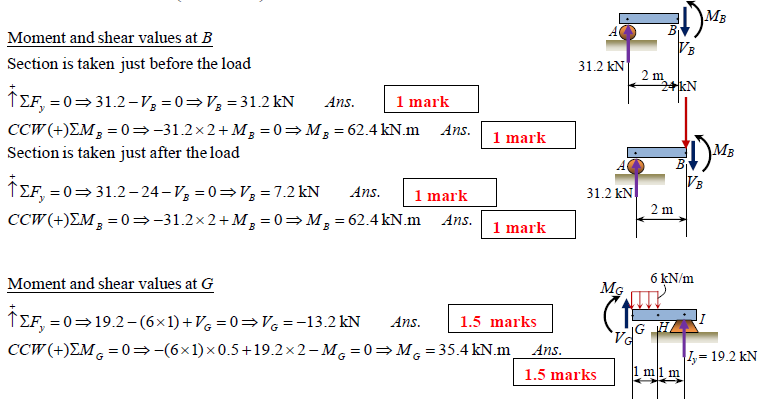 Moment and shear values at B
Section is taken just before the load
+↑ΣF_y = 0 ⇒ 31.2 − V_B = 0 ⇒ V_B = 31.2 kN Ans. 1 mark
CCW(+)ΣM_B = 0 ⇒ −31.2 × 2 + M_B = 0 ⇒ M_B = 62.4 kN.m Ans. 1 mark
Section is taken just after the load
+↑ΣF_y = 0 ⇒ 31.2 − 24 − V_B = 0 ⇒ V_B = 7.2 kN Ans. 1 mark
CCW(+)ΣM_B = 0 ⇒ −31.2 × 2 + M_B = 0 ⇒ M_B = 62.4 kN.m Ans. 1 mark
Moment and shear values at G
+↑ΣF_y = 0 ⇒ 19.2 − (6×1) + V_G = 0 ⇒ V_G = −13.2 kN Ans. 1.5 marks
CCW(+)ΣM_G = 0 ⇒ −(6×1) × 0.5 + 19.2 × 2 − M_G = 0 ⇒ M_G = 35.4 kN.m Ans.
1.5 marks
M_B
A B
V_B
31.2 kN
2 m
24 kN
M_B
A B
V_B
31.2 kN
2 m
6 kN/m
M_G
V_G G H I
I_y = 19.2 kN
1 m 1 m